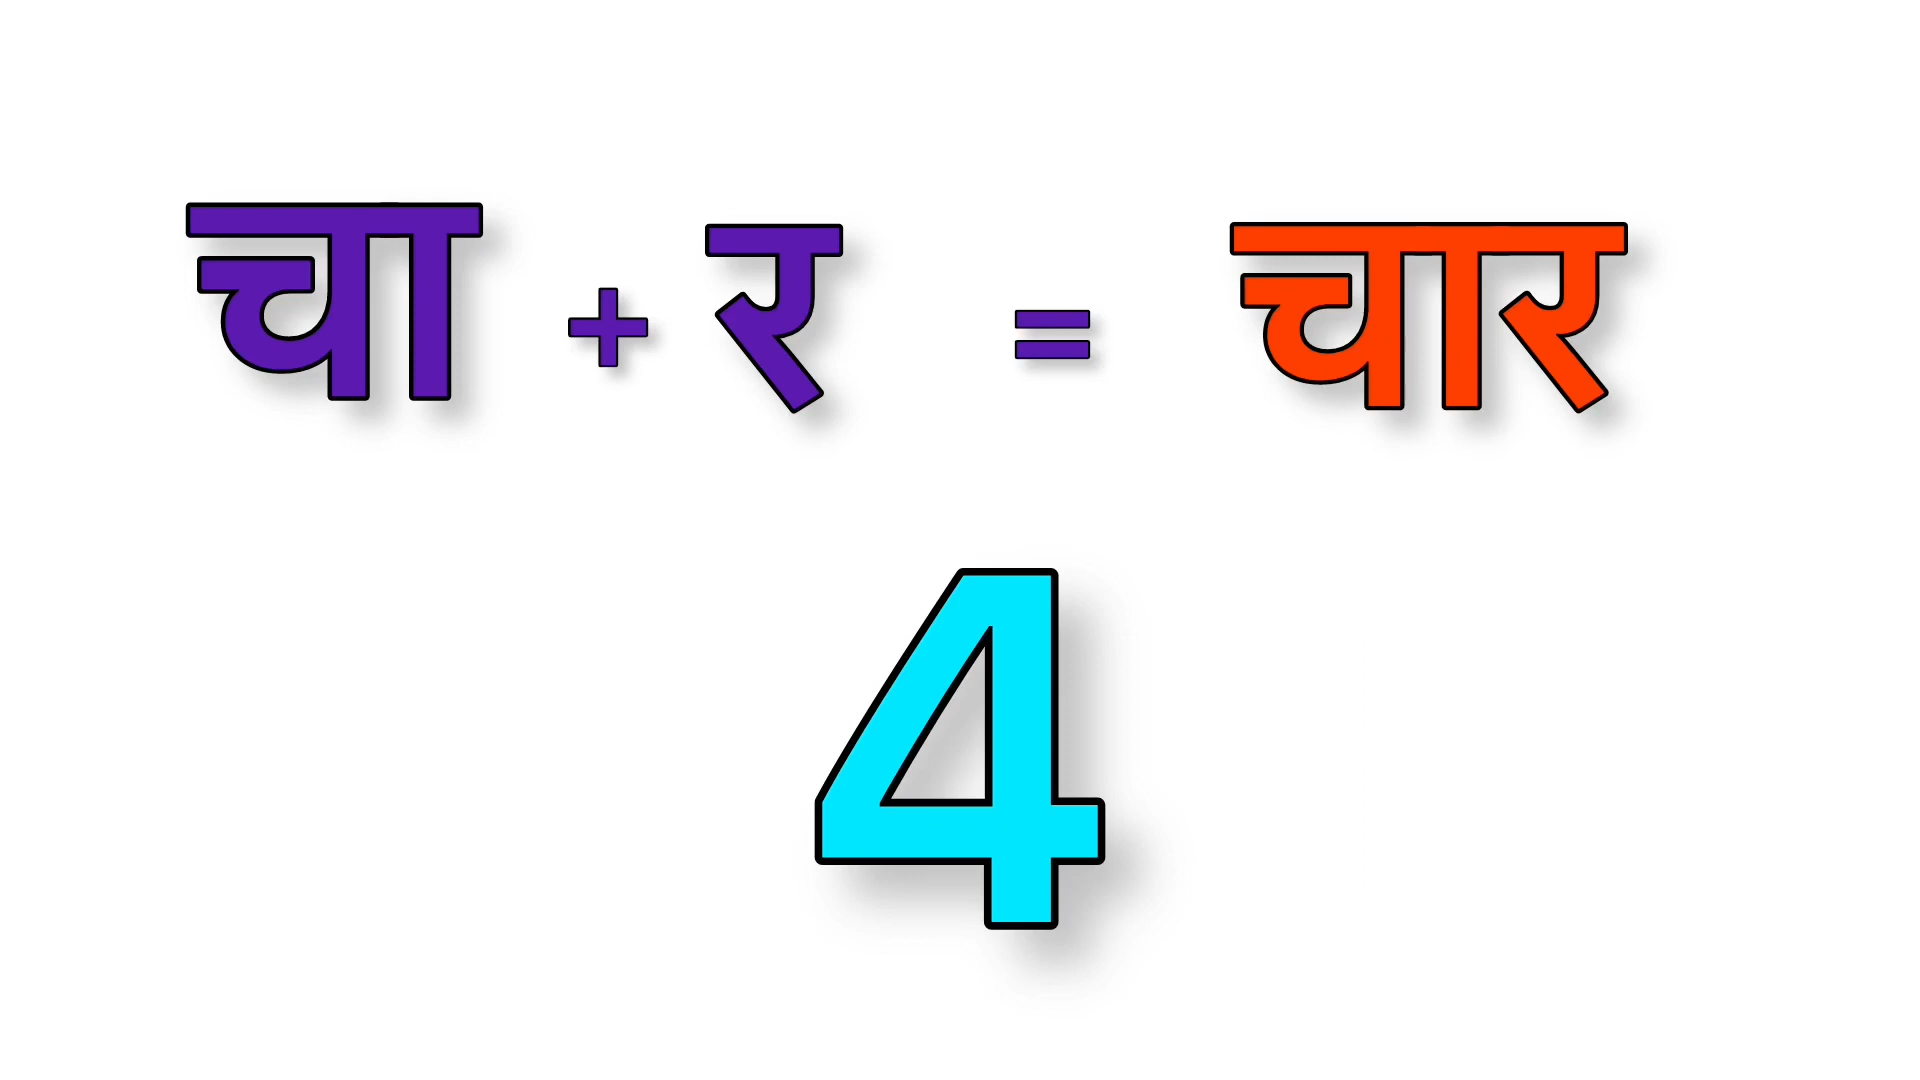 चा + र = चार
4